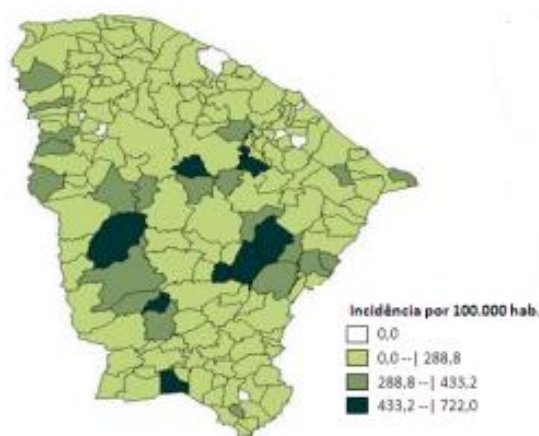 Incidência por 100.000 hab.
0,0
0,0 --| 288,8
288,8 --| 433,2
433,2 --| 722,0